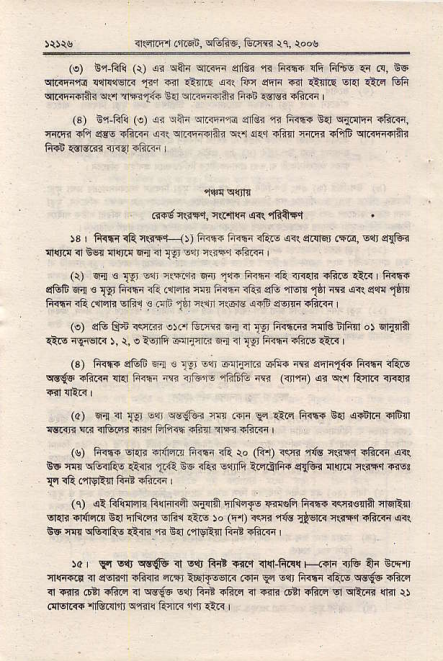 ১২১২৬ বাংলাদেশ গেজেট, অতিরিক্ত, ডিসেম্বর ২৭, ২০০৬
(৩) উপ-বিধি (২) এর অধীন আবেদন প্রাপ্তির পর নিবন্ধক যদি নিশ্চিত হন যে, উক্ত
আবেদনপত্র যথাযথভাবে পূরণ করা হইয়াছে এবং ফিস প্রদান করা হইয়াছে তাহা হইলে তিনি
আবেদনকারীর অংশ স্বাক্ষরপূর্বক উহা আবেদনকারীর নিকট হস্তান্তর করিবেন।
(৪) উপ-বিধি (৩) এর অধীন আবেদনপত্র প্রাপ্তির পর নিবন্ধক উহা অনুমোদন করিবেন,
সনদের কপি প্রস্তুত করিবেন এবং আবেদনকারীর অংশ গ্রহণ করিয়া সনদের কপিটি আবেদনকারীর
নিকট হস্তান্তরের ব্যবস্থা করিবেন।
পঞ্চম অধ্যায়
রেকর্ড সংরক্ষণ, সংশোধন এবং পরিবীক্ষণ
১৪। নিবন্ধন বহি সংরক্ষণ—(১) নিবন্ধক নিবন্ধন বহিতে এবং প্রযোজ্য ক্ষেত্রে, তথ্য প্রযুক্তির
মাধ্যমে বা উভয় মাধ্যমে জন্ম বা মৃত্যু তথ্য সংরক্ষণ করিবেন।
(২) জন্ম ও মৃত্যু তথ্য সংক্ষণের জন্য পৃথক নিবন্ধন বহি ব্যবহার করিতে হইবে। নিবন্ধক
প্রতিটি জন্ম ও মৃত্যু নিবন্ধন বহি খোলার সময় নিবন্ধন বহির প্রতি পাতায় পৃষ্ঠা নম্বর এবং প্রথম পৃষ্ঠায়
নিবন্ধন বহি খোলার তারিখ ও মোট পৃষ্ঠা সংখ্যা সংক্রান্ত একটি প্রত্যয়ন করিবেন।
(৩) প্রতি খ্রিস্ট বৎসরের ৩১শে ডিসেম্বর জন্ম বা মৃত্যু নিবন্ধনের সমাপ্তি টানিয়া ০১ জানুয়ারী
হইতে নতুনভাবে ১, ২, ৩ ইত্যাদি ক্রমানুসারে জন্ম বা মৃত্যু নিবন্ধন করিতে হইবে।
(৪) নিবন্ধক প্রতিটি জন্ম ও মৃত্যু তথ্য ক্রমানুসারে ক্রমিক নম্বর প্রদানপূর্বক নিবন্ধন বহিতে
অন্তর্ভুক্ত করিবেন যাহা নিবন্ধন নম্বর ব্যক্তিগত পরিচিতি নম্বর (ব্যাপন) এর অংশ হিসাবে ব্যবহার
করা যাইবে।
(৫) জন্ম বা মৃত্যু তথ্য অন্তর্ভুক্তির সময় কোন ভুল হইলে নিবন্ধক উহা একটানে কাটিয়া
মন্তব্যের ঘরে বাতিলের কারণ লিপিবদ্ধ করিয়া স্বাক্ষর করিবেন।
(৬) নিবন্ধক তাহার কার্যালয়ে নিবন্ধন বহি ২০ (বিশ) বৎসর পর্যন্ত সংরক্ষণ করিবেন এবং
উক্ত সময় অতিবাহিত হইবার পূর্বেই উক্ত বহির তথ্যাদি ইলেক্ট্রোনিক প্রযুক্তির মাধ্যমে সংরক্ষণ করতঃ
মূল বহি পোড়াইয়া বিনষ্ট করিবেন।
(৭) এই বিধিমালার বিধানাবলী অনুযায়ী দাখিলকৃত ফরমগুলি নিবন্ধক বৎসরওয়ারী সাজাইয়া
তাহার কার্যালয়ে উহা দাখিলের তারিখ হইতে ১০ (দশ) বৎসর পর্যন্ত সুষ্ঠুভাবে সংরক্ষণ করিবেন এবং
উক্ত সময় অতিবাহিত হইবার পর উহা পোড়াইয়া বিনষ্ট করিবেন।
১৫। ভুল তথ্য অন্তর্ভুক্তি বা তথ্য বিনষ্ট করণে বাধা-নিষেধ।—কোন ব্যক্তি হীন উদ্দেশ্য
সাধনকল্পে বা প্রতারণা করিবার লক্ষ্যে ইচ্ছাকৃতভাবে কোন ভুল তথ্য নিবন্ধন বহিতে অন্তর্ভুক্ত করিলে
বা করার চেষ্টা করিলে বা অন্তর্ভুক্ত তথ্য বিনষ্ট করিলে বা করার চেষ্টা করিলে তা আইনের ধারা ২১
মোতাবেক শাস্তিযোগ্য অপরাধ হিসাবে গণ্য হইবে।